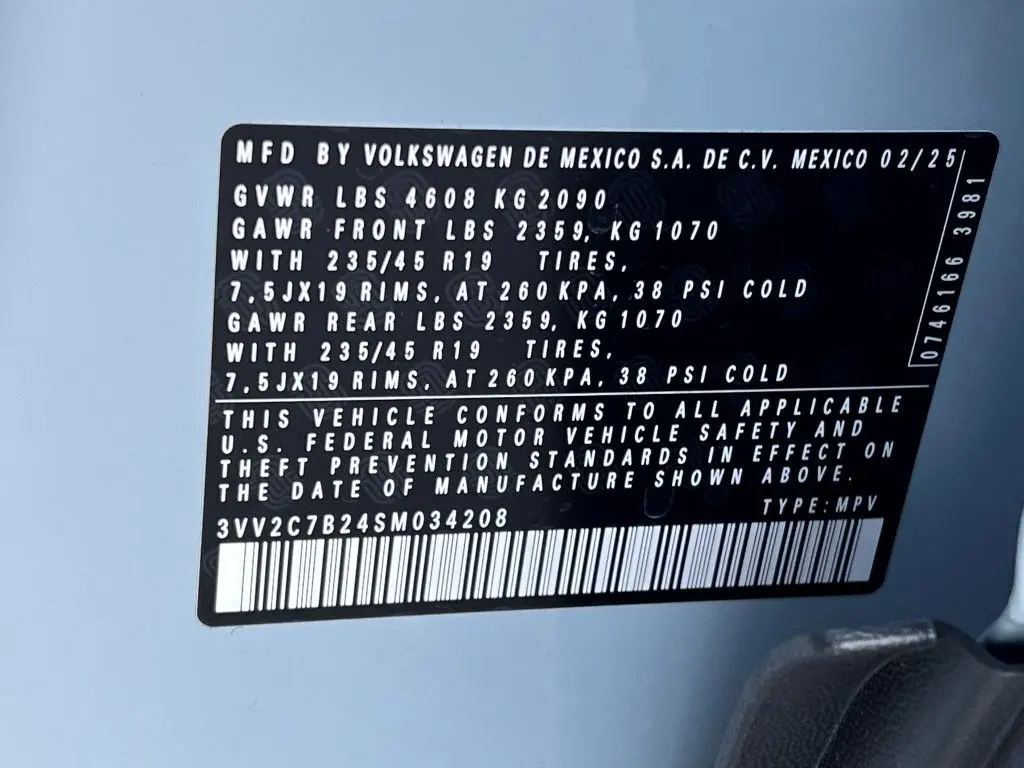 MFD BY VOLKSWAGEN DE MEXICO S.A. DE C.V. MEXICO 02/25
GVWR LBS 4608 KG 2090
GAWR FRONT LBS 2359, KG 1070
WITH 235/45 R19 TIRES,
7,5JX19 RIMS, AT 260 KPA, 38 PSI COLD
GAWR REAR LBS 2359, KG 1070
WITH 235/45 R19 TIRES,
7,5JX19 RIMS, AT 260 KPA, 38 PSI COLD
0746166 3981
THIS VEHICLE CONFORMS TO ALL APPLICABLE
U.S. FEDERAL MOTOR VEHICLE SAFETY AND
THEFT PREVENTION STANDARDS IN EFFECT ON
THE DATE OF MANUFACTURE SHOWN ABOVE.
3VV2C7B24SM034208 TYPE: MPV